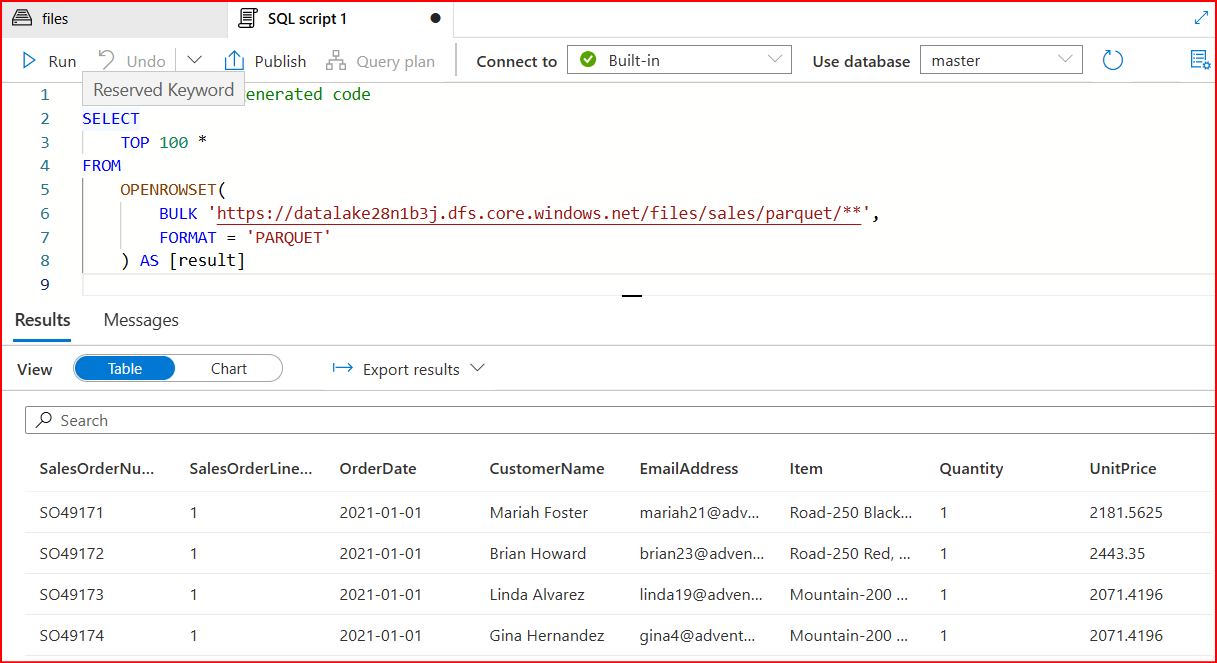 files
SQL script 1
Run
Undo
Publish
Query plan
Connect to
Built-in
Use database
master
Reserved Keyword
1 enerated code
2 SELECT
3 TOP 100 *
4 FROM
5 OPENROWSET(
6 BULK 'https://datalake28n1b3j.dfs.core.windows.net/files/sales/parquet/**',
7 FORMAT = 'PARQUET'
8 ) AS [result]
9
Results Messages
View Table Chart Export results
Search
SalesOrderNu... SalesOrderLine... OrderDate CustomerName EmailAddress Item Quantity UnitPrice
SO49171 1 2021-01-01 Mariah Foster mariah21@adv... Road-250 Black... 1 2181.5625
SO49172 1 2021-01-01 Brian Howard brian23@adven... Road-250 Red, ... 1 2443.35
SO49173 1 2021-01-01 Linda Alvarez linda19@adven... Mountain-200 ... 1 2071.4196
SO49174 1 2021-01-01 Gina Hernandez gina4@advent... Mountain-200 ... 1 2071.4196